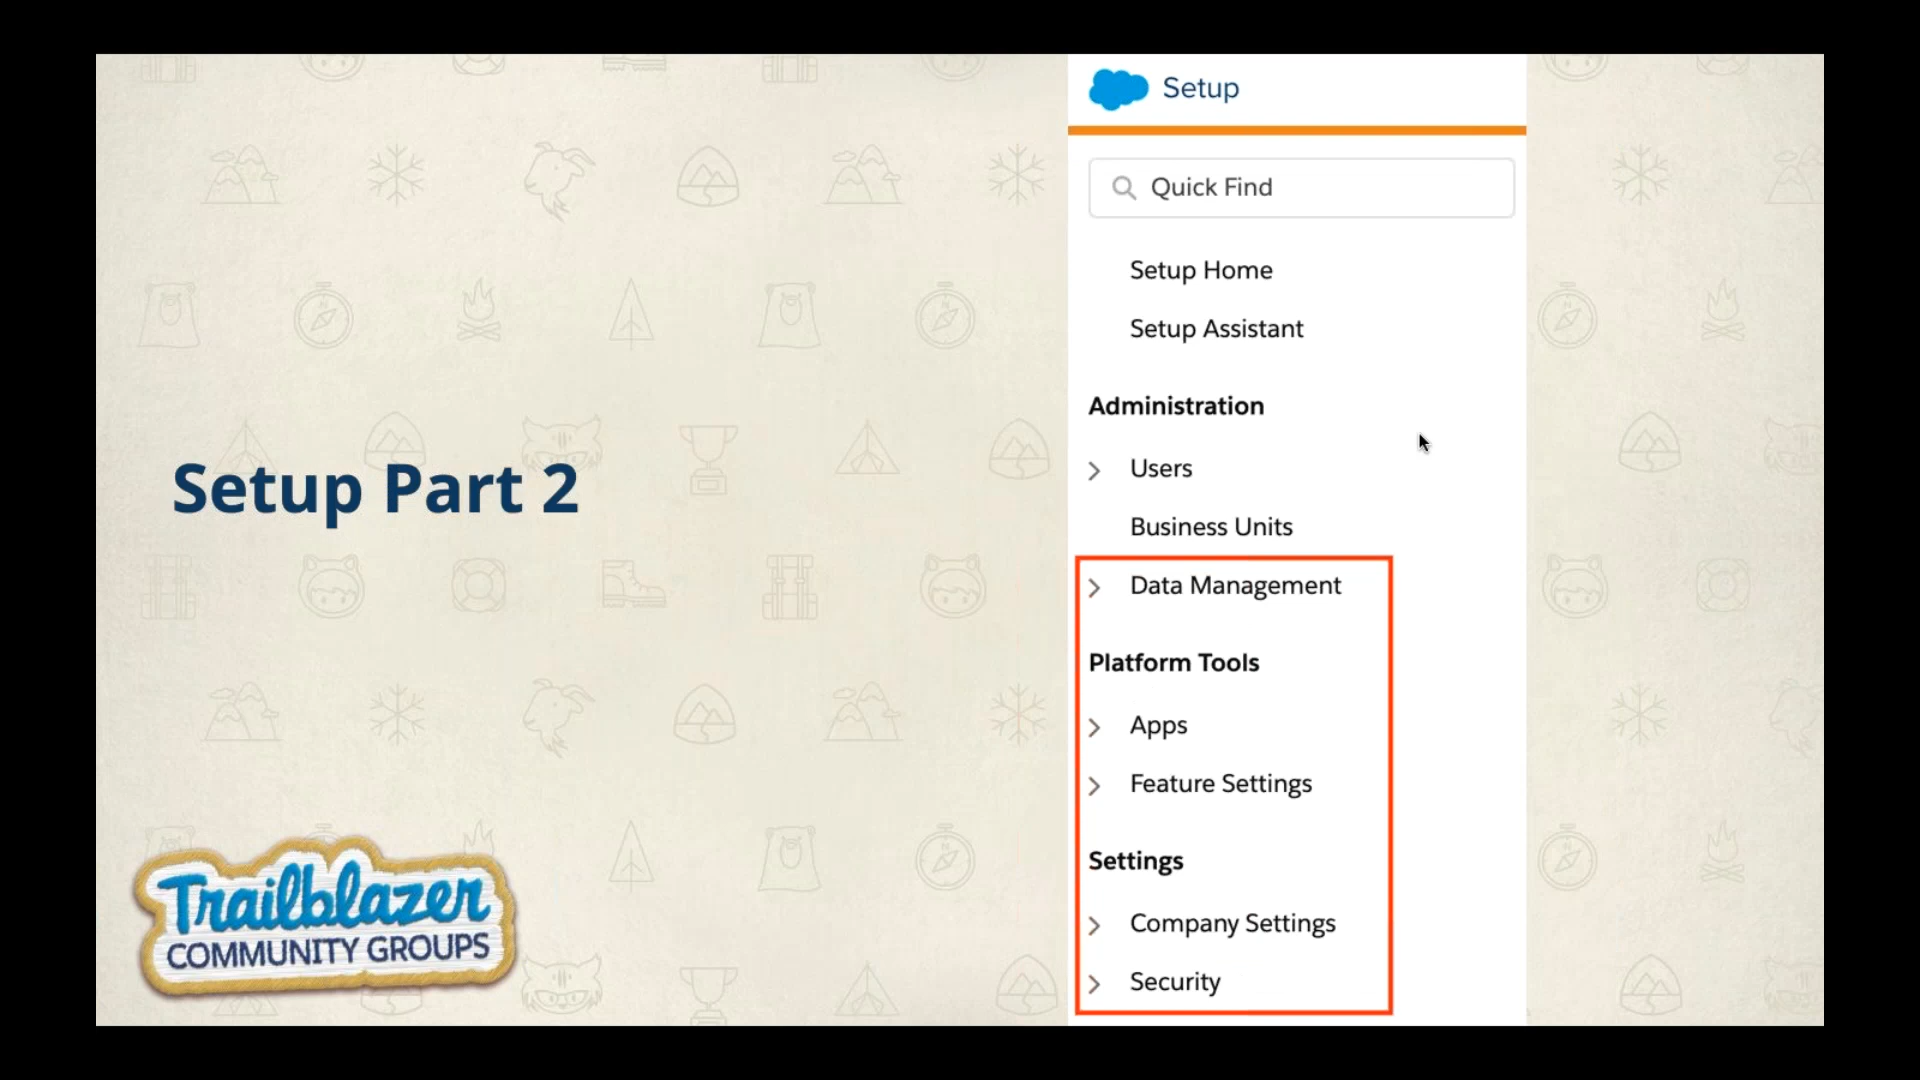 Setup
Quick Find
Setup Home
Setup Assistant
Administration
Users
Business Units
Data Management
Platform Tools
Apps
Feature Settings
Settings
Company Settings
Security
Setup Part 2
Trailblazer
COMMUNITY GROUPS